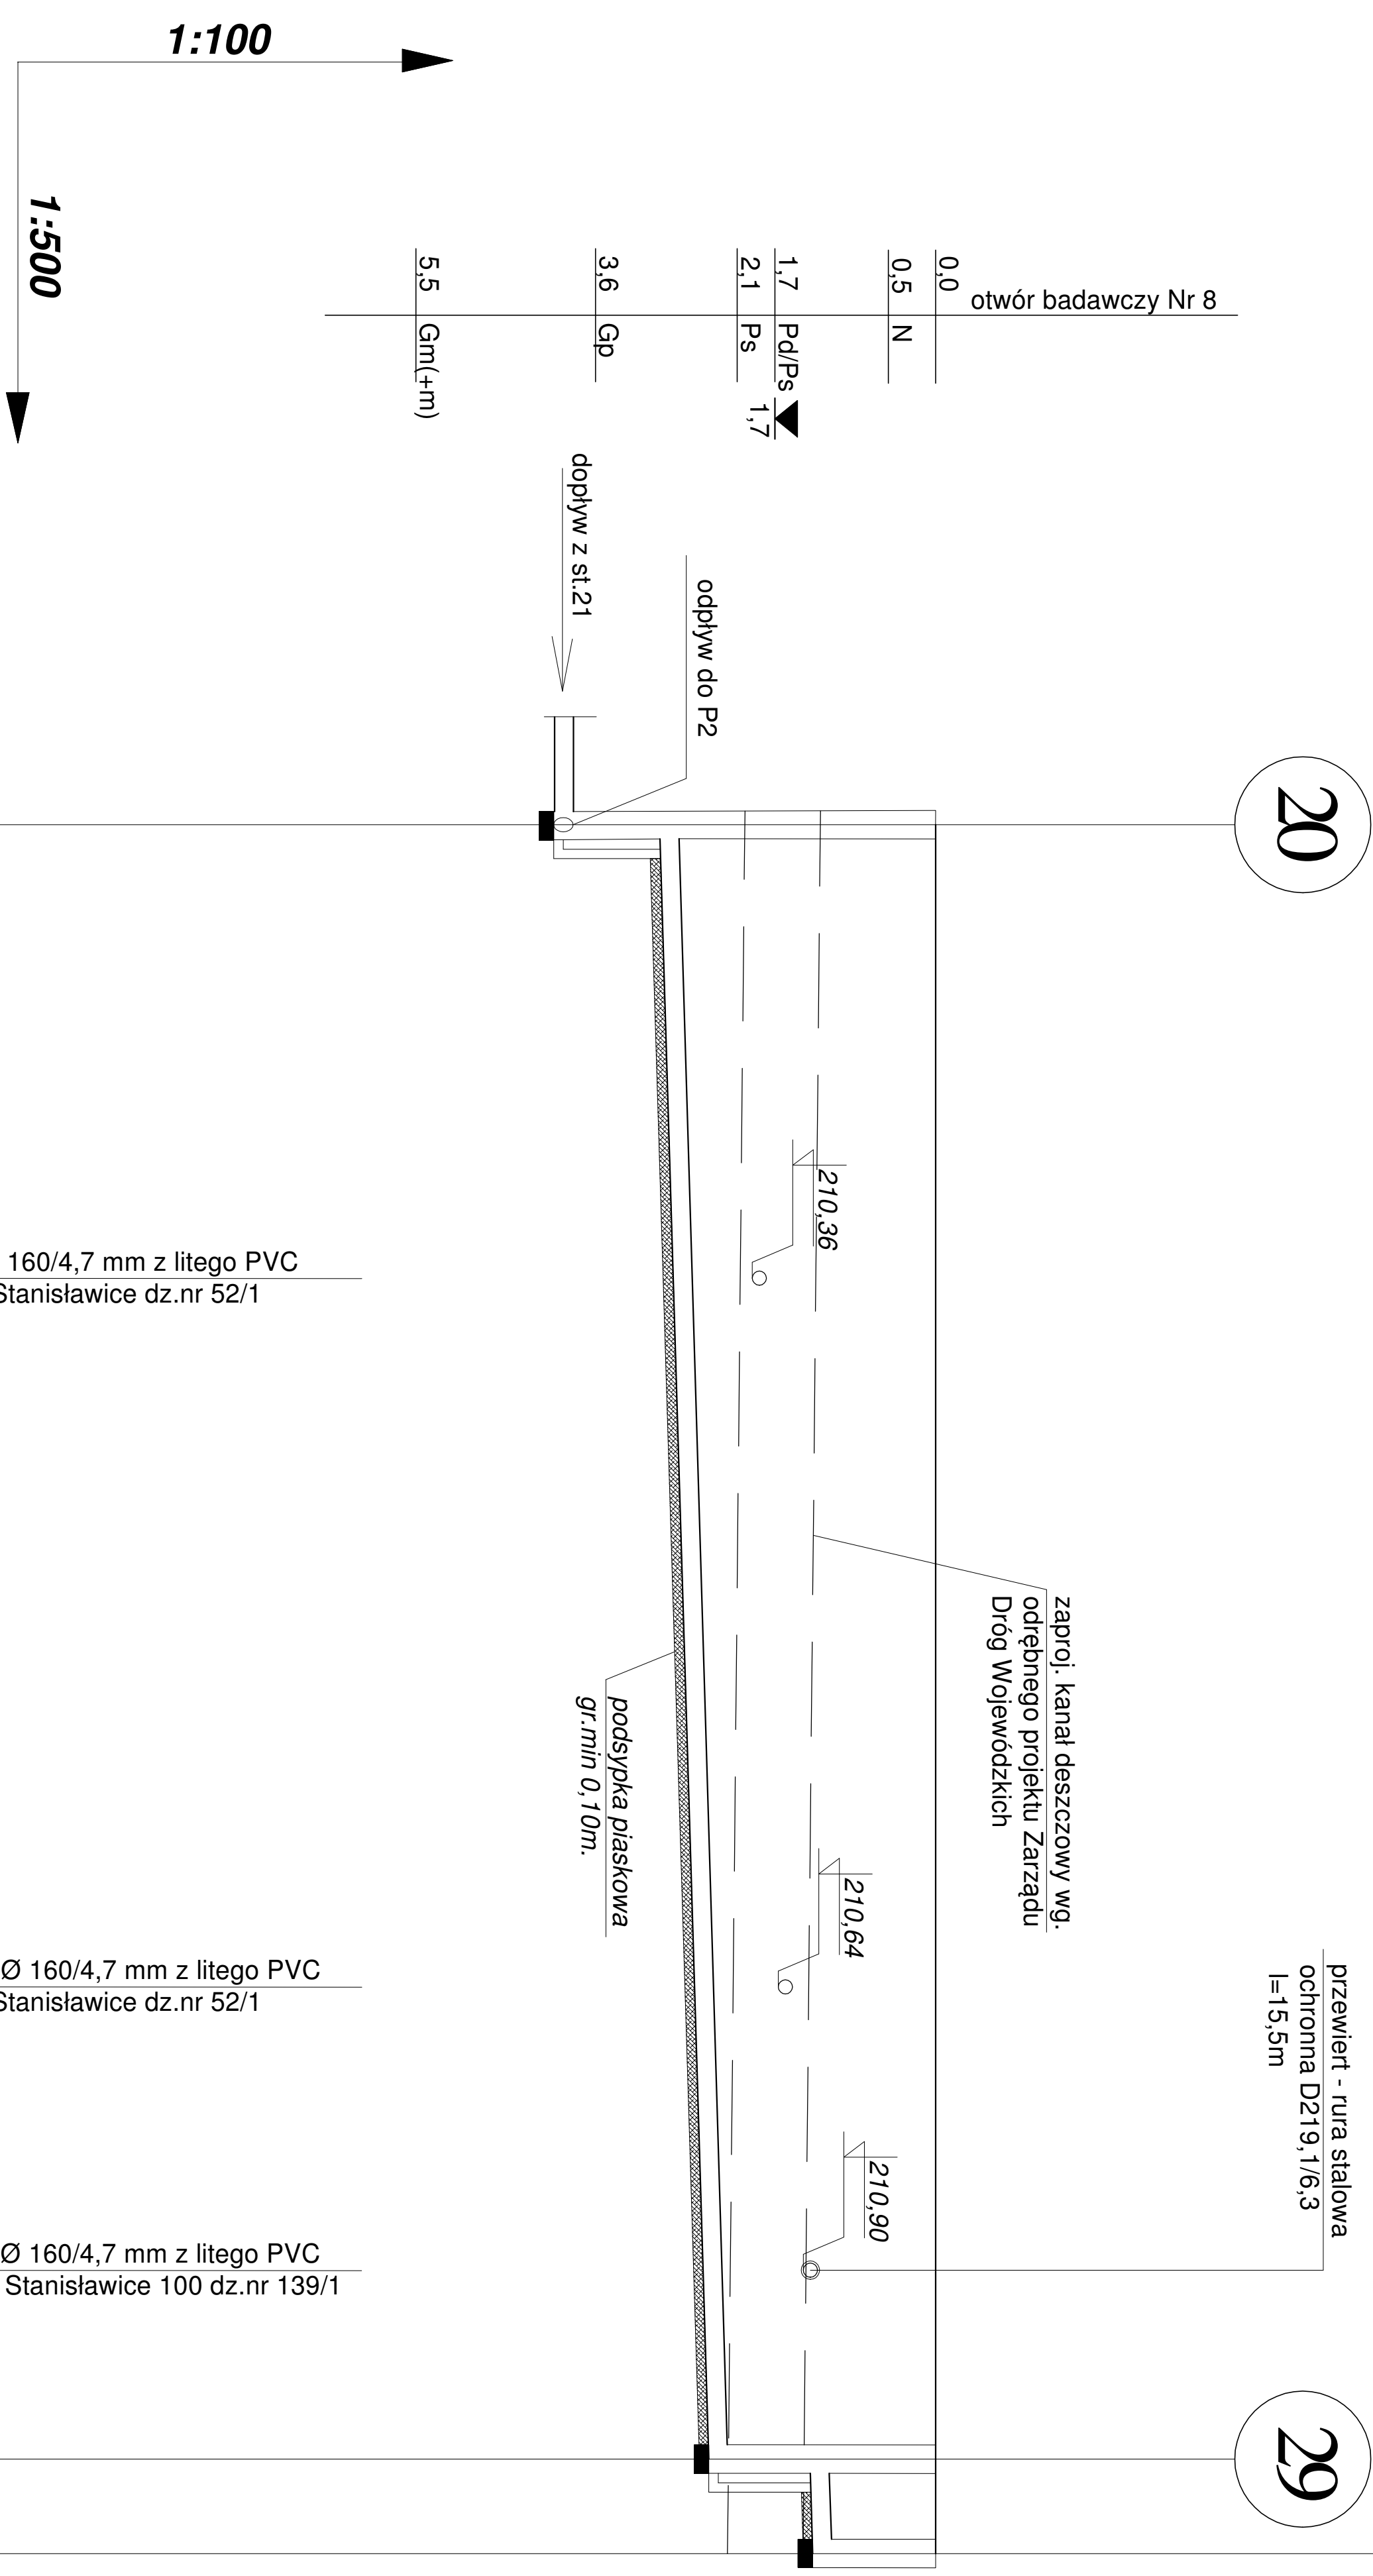 20
29
przewiert - rura stalowa
ochronna D219,1/6,3
l=15,5m
otwór badawczy Nr 8
0,0
0,5 N
1,7 Pd/Ps 1,7
2,1 Ps
3,6 Gp
5,5 Gm(+m)
zaproj. kanał deszczowy wg.
odrębnego projektu Zarządu
Dróg Wojewódzkich
210,36
210,64
210,90
odpływ do P2
dopływ z st.21
podsypka piaskowa
gr.min 0,10m.
160/4,7 mm z litego PVC
Stanisławice dz.nr 52/1
Ø 160/4,7 mm z litego PVC
Stanisławice dz.nr 52/1
Ø 160/4,7 mm z litego PVC
Stanisławice 100 dz.nr 139/1
1:100
1:500